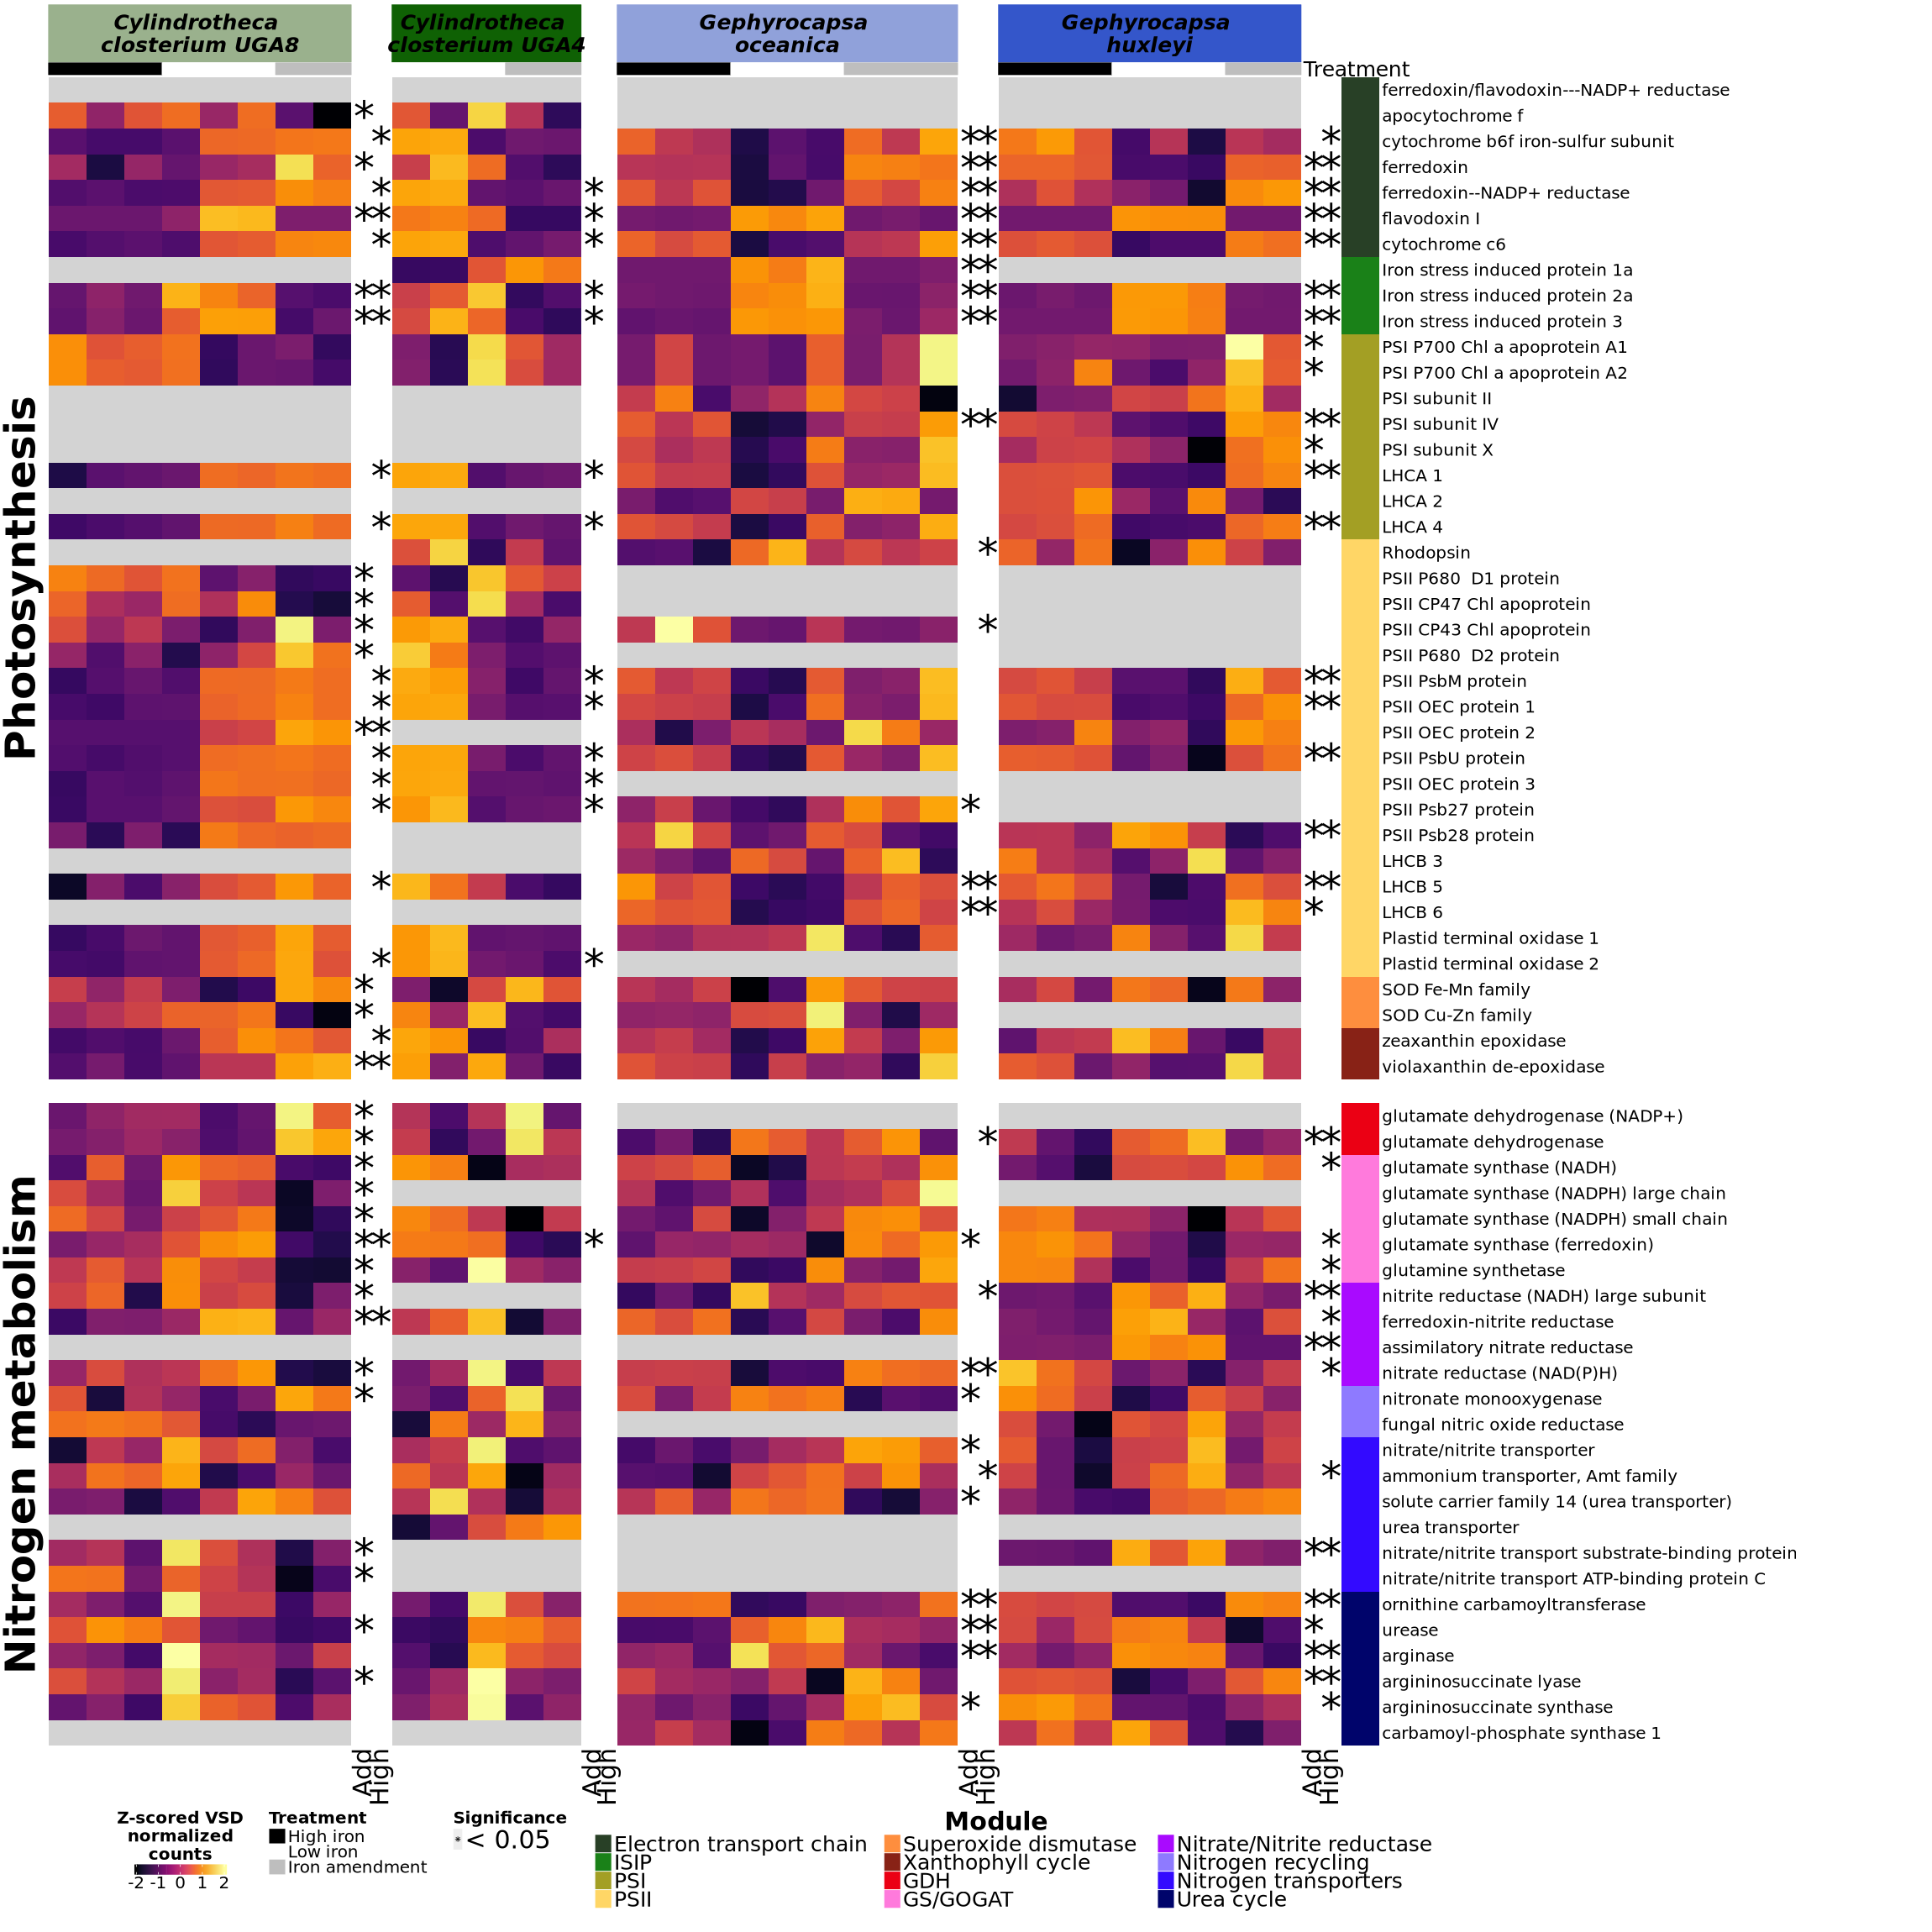 Cylindrotheca
closterium UGA8
Cylindrotheca
closterium UGA4
Gephyrocapsa
oceanica
Gephyrocapsa
huxleyi
Treatment
Photosynthesis
ferredoxin/flavodoxin---NADP+ reductase
apocytochrome f
*
cytochrome b6f iron-sulfur subunit
* ** *
ferredoxin
* ** **
ferredoxin--NADP+ reductase
* * ** **
flavodoxin I
** * ** **
cytochrome c6
* * ** **
Iron stress induced protein 1a
**
Iron stress induced protein 2a
** * ** **
Iron stress induced protein 3
** * ** **
PSI P700 Chl a apoprotein A1
*
PSI P700 Chl a apoprotein A2
*
PSI subunit II
PSI subunit IV
** **
PSI subunit X
*
LHCA 1
* * **
LHCA 2
LHCA 4
* * **
Rhodopsin
*
PSII P680  D1 protein
*
PSII CP47 Chl apoprotein
*
PSII CP43 Chl apoprotein
* *
PSII P680  D2 protein
*
PSII PsbM protein
* * **
PSII OEC protein 1
* * **
PSII OEC protein 2
**
PSII PsbU protein
* * **
PSII OEC protein 3
* *
PSII Psb27 protein
* * *
PSII Psb28 protein
**
LHCB 3
LHCB 5
* ** **
LHCB 6
** *
Plastid terminal oxidase 1
Plastid terminal oxidase 2
* *
SOD Fe-Mn family
*
SOD Cu-Zn family
*
zeaxanthin epoxidase
*
violaxanthin de-epoxidase
**
Nitrogen metabolism
glutamate dehydrogenase (NADP+)
*
glutamate dehydrogenase
* * **
glutamate synthase (NADH)
* *
glutamate synthase (NADPH) large chain
*
glutamate synthase (NADPH) small chain
*
glutamate synthase (ferredoxin)
** * * *
glutamine synthetase
* *
nitrite reductase (NADH) large subunit
* * **
ferredoxin-nitrite reductase
** *
assimilatory nitrate reductase
**
nitrate reductase (NAD(P)H)
* ** *
nitronate monooxygenase
* *
fungal nitric oxide reductase
nitrate/nitrite transporter
*
ammonium transporter, Amt family
* *
solute carrier family 14 (urea transporter)
*
urea transporter
nitrate/nitrite transport substrate-binding protein
* **
nitrate/nitrite transport ATP-binding protein C
*
ornithine carbamoyltransferase
** **
urease
* ** *
arginase
** **
argininosuccinate lyase
* **
argininosuccinate synthase
* *
carbamoyl-phosphate synthase 1
Add
High
Add
High
Add
High
Add
High
Z-scored VSD
normalized
counts
-2 -1 0 1 2
Treatment
High iron
Low iron
Iron amendment
Significance
* < 0.05
Module
Electron transport chain
ISIP
PSI
PSII
Superoxide dismutase
Xanthophyll cycle
GDH
GS/GOGAT
Nitrate/Nitrite reductase
Nitrogen recycling
Nitrogen transporters
Urea cycle